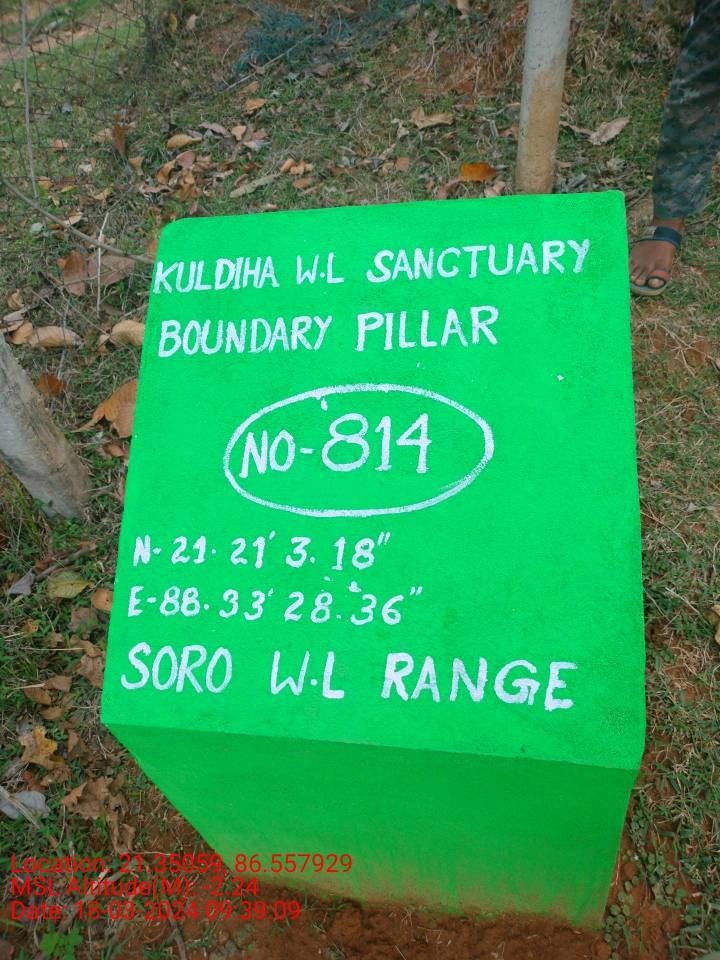 KULDIHA W.L SANCTUARY
BOUNDARY PILLAR
NO-814
N-21. 21' 3.18"
E-88.33' 28.36"
SORO W.L RANGE
Location: 21.35059, 86.557929
MSL Altitude(M): -2.24
Date: 18-03-2024 09:39:09